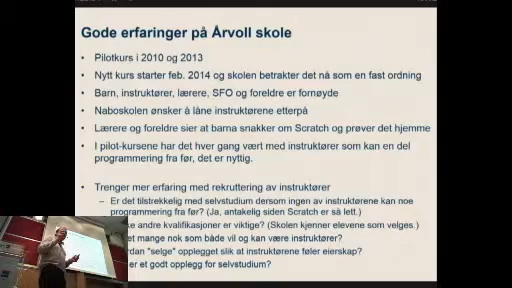 Gode erfaringer på Årvoll skole
• Pilotkurs i 2010 og 2013
• Nytt kurs starter feb. 2014 og skolen betrakter det nå som en fast ordning
• Barn, instruktører, lærere, SFO og foreldre er fornøyde
• Naboskolen ønsker å låne instruktørene etterpå
• Lærere og foreldre sier at barna snakker om Scratch og prøver det hjemme
• I pilot-kursene har det hver gang vært med instruktører som kan en del
programmering fra før, det er nyttig.
• Trenger mer erfaring med rekruttering av instruktører
– Er det tilstrekkelig med selvstudium dersom ingen av instruktørene kan noe
programmering fra før? (Ja, antakelig siden Scratch er så lett.)
andre kvalifikasjoner er viktige? (Skolen kjenner elevene som velges.)
mange nok som både vil og kan være instruktører?
"selge" opplegget slik at instruktørene føler eierskap?
er et godt opplegg for selvstudium?